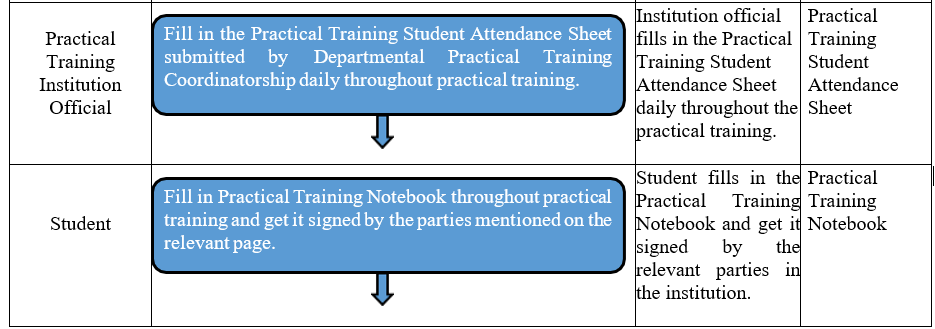 Practical
Training
Institution
Official
Fill in the Practical Training Student Attendance Sheet
submitted by Departmental Practical Training
Coordinatorship daily throughout practical training.
Institution official
fills in the Practical
Training Student
Attendance Sheet
daily throughout the
practical training.
Practical
Training
Student
Attendance
Sheet
Student
Fill in Practical Training Notebook throughout practical
training and get it signed by the parties mentioned on the
relevant page.
Student fills in the
Practical Training
Notebook and get it
signed by the
relevant parties in
the institution.
Practical
Training
Notebook